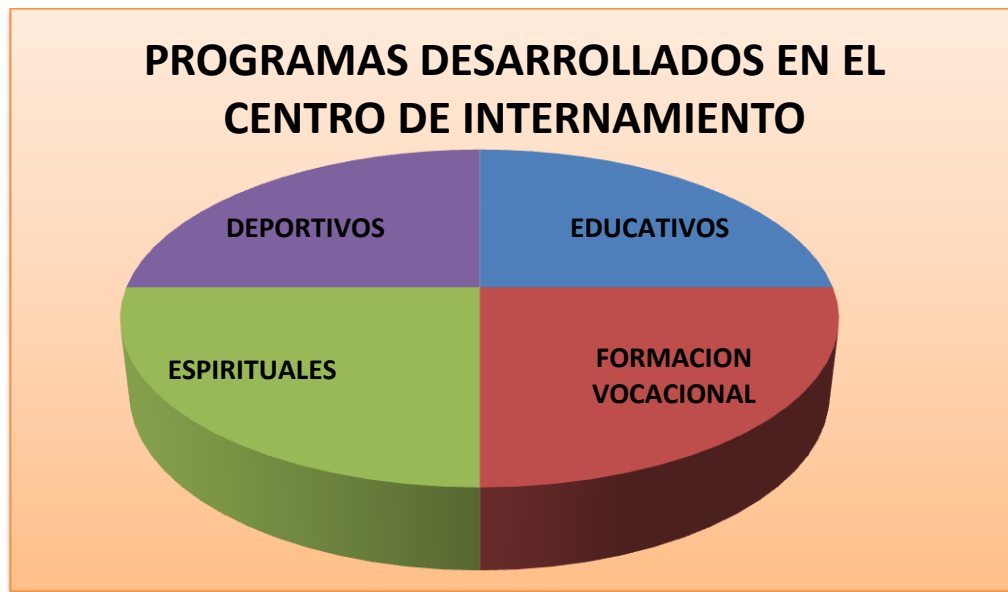 PROGRAMAS DESARROLLADOS EN EL
CENTRO DE INTERNAMIENTO
DEPORTIVOS
EDUCATIVOS
ESPIRITUALES
FORMACION
VOCACIONAL